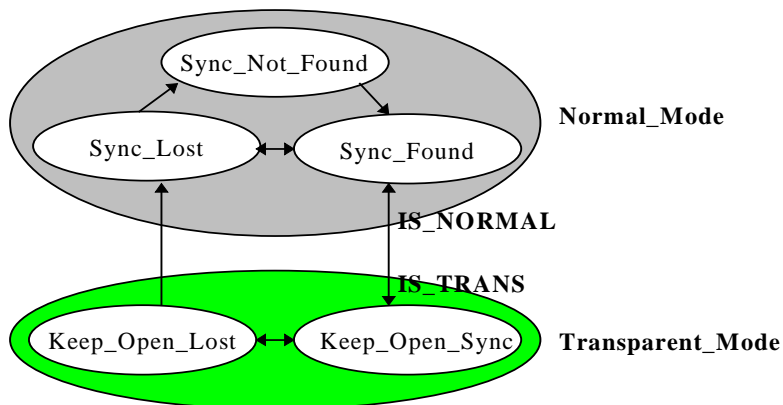 Sync_Not_Found
Normal_Mode
Sync_Lost
Sync_Found
IS_NORMAL
IS_TRANS
Keep_Open_Lost
Keep_Open_Sync
Transparent_Mode